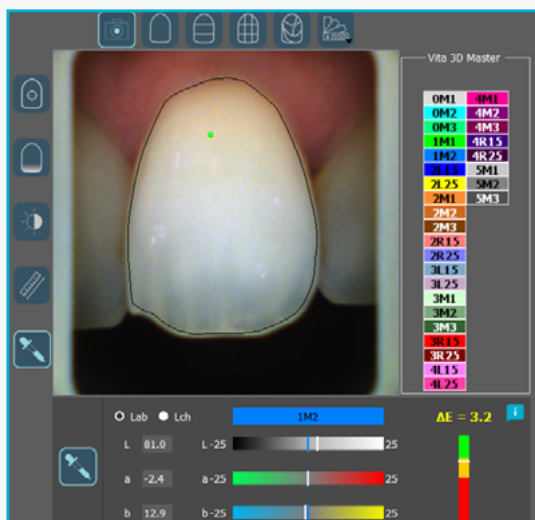 Vita 3D Master
0M1 4M1
0M2 4M2
0M3 4M3
1M1 4R15
1M2 4R25
2L15 5M1
2L25 5M2
2M1 5M3
2M2
2M3
2R15
2R25
3L15
3L25
3M1
3M2
3M3
3R15
3R25
4L15
4L25
Lab Lch 1M2 ΔE = 3.2 i
L 81.0 L -25 25
a -2.4 a -25 25
b 12.9 b -25 25